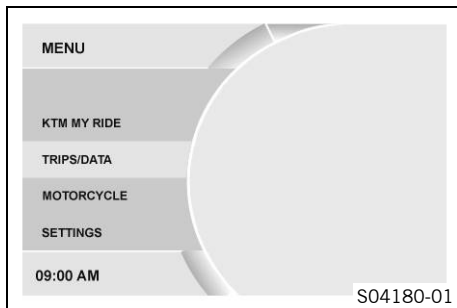 MENU
KTM MY RIDE
TRIPS/DATA
MOTORCYCLE
SETTINGS
09:00 AM
S04180-01